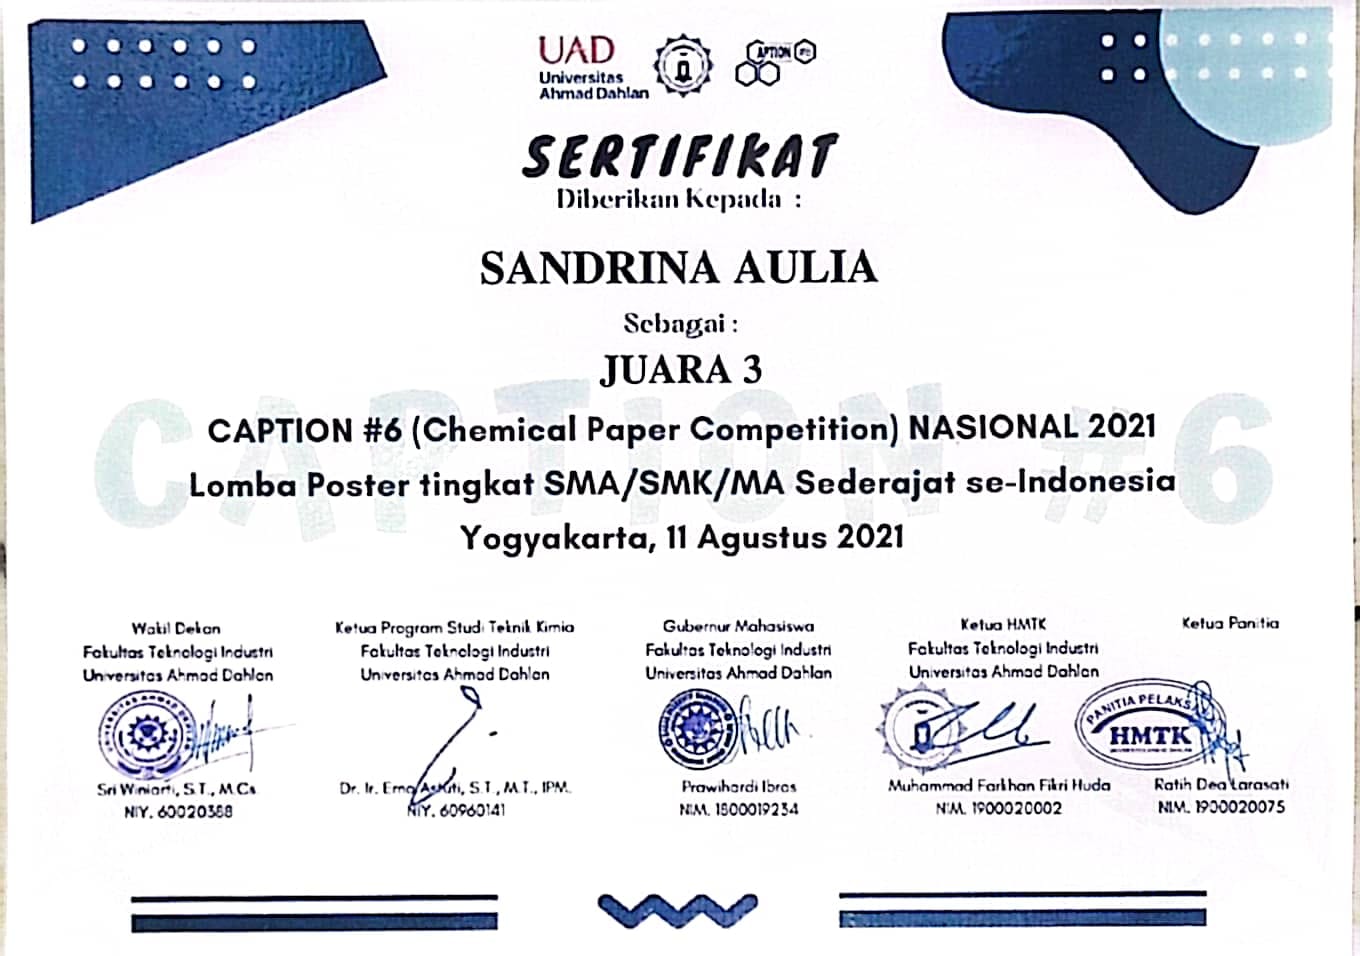 UAD
Universitas
Ahmad Dahlan
CAPTION #6
SERTIFIKAT
Diberikan Kepada :
SANDRINA AULIA
Sebagai :
JUARA 3
CAPTION #6
CAPTION #6 (Chemical Paper Competition) NASIONAL 2021
Lomba Poster tingkat SMA/SMK/MA Sederajat se-Indonesia
Yogyakarta, 11 Agustus 2021
Wakil Dekan
Fakultas Teknologi Industri
Universitas Ahmad Dahlan
Sri Winiarti, S.T., M.Cs
NIY. 60020388
Ketua Program Studi Teknik Kimia
Fakultas Teknologi Industri
Universitas Ahmad Dahlan
Dr. Ir. Erna Astuti, S.T., M.T., IPM.
NIY. 60960141
Gubernur Mahasiswa
Fakultas Teknologi Industri
Universitas Ahmad Dahlan
Prawihardi Ibras
NIM. 1800019234
Ketua HMTK
Fakultas Teknologi Industri
Universitas Ahmad Dahlan
Muhammad Farkhan Fikri Huda
NIM. 1900020002
Ketua Panitia
PANITIA PELAKS
HMTK
Ratih Dea Larasati
NIM. 1900020075